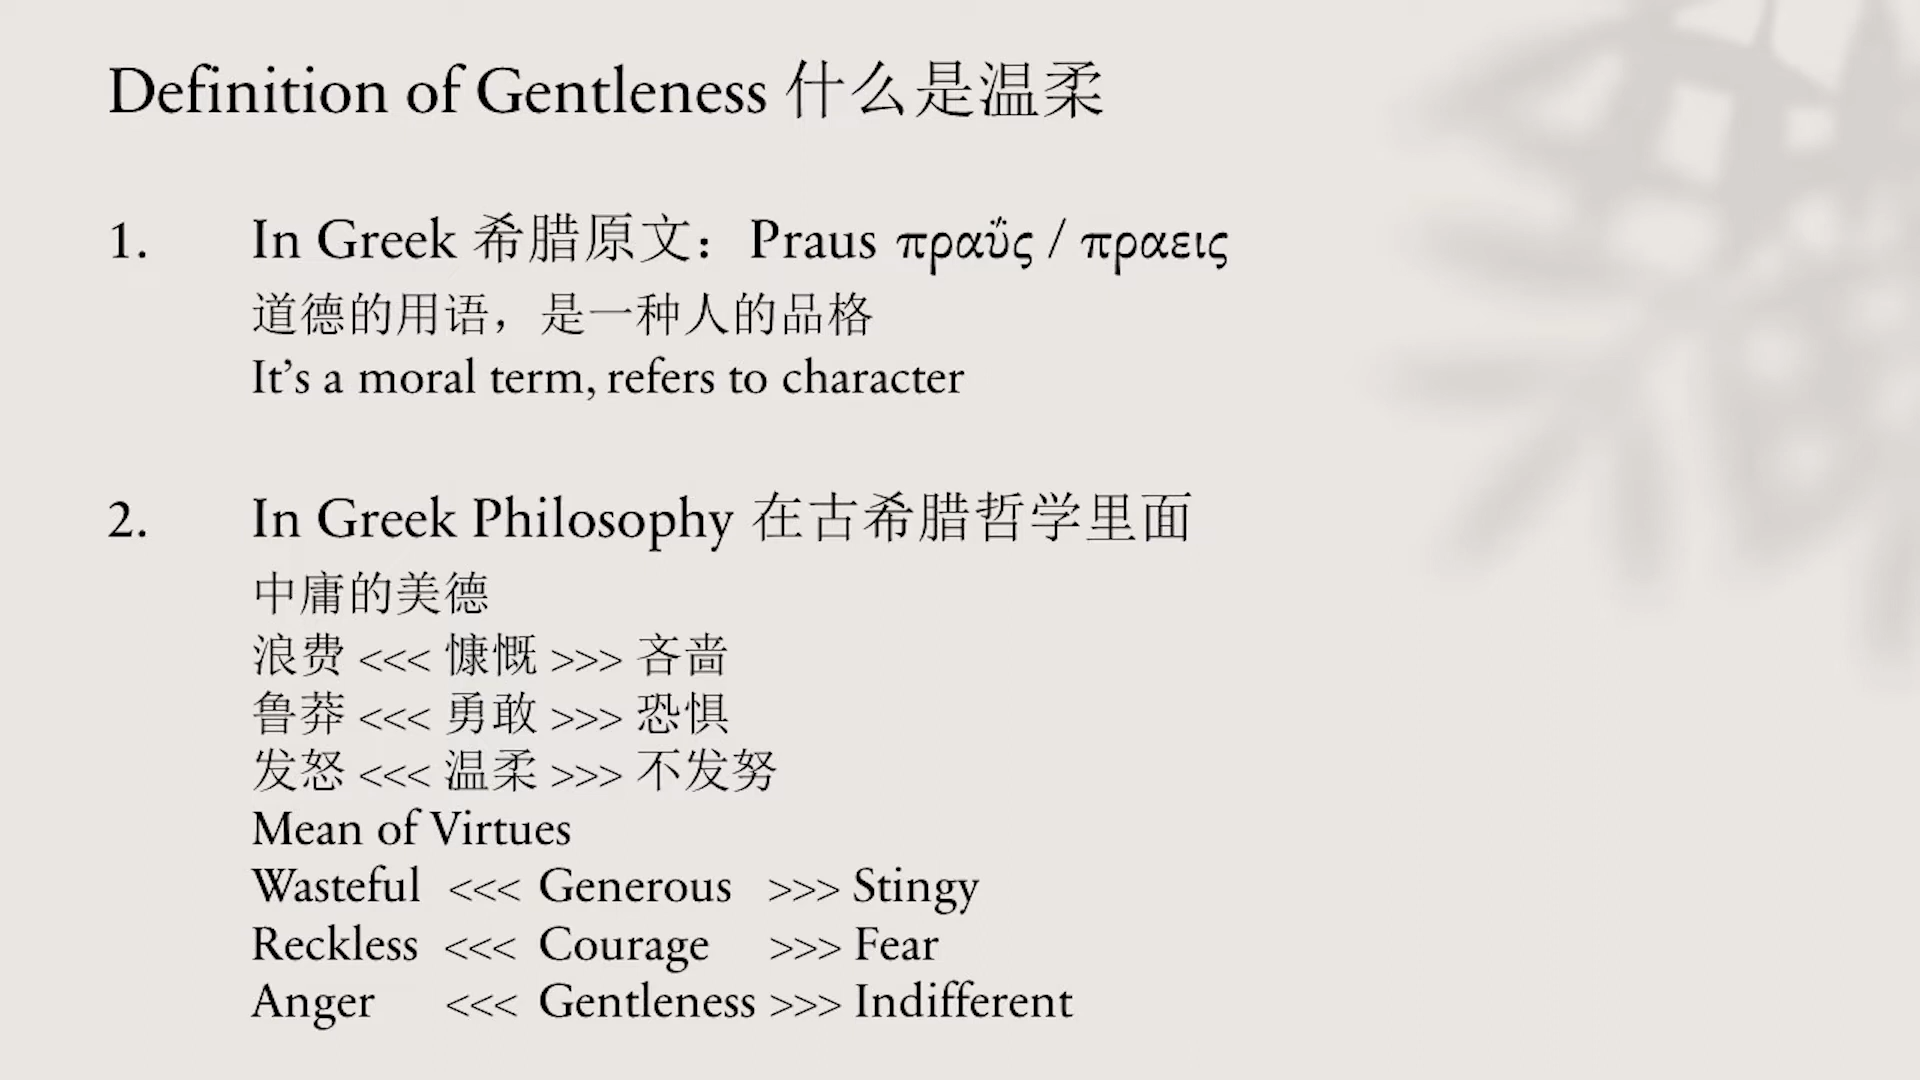 Definition of Gentleness 什么是温柔
1. In Greek 希腊原文：Praus πραΰς / πραεις
道德的用语，是一种人的品格
It’s a moral term, refers to character
2. In Greek Philosophy 在古希腊哲学里面
中庸的美德
浪费 <<< 慷慨 >>> 吝啬
鲁莽 <<< 勇敢 >>> 恐惧
发怒 <<< 温柔 >>> 不发努
Mean of Virtues
Wasteful <<< Generous >>> Stingy
Reckless <<< Courage >>> Fear
Anger <<< Gentleness >>> Indifferent